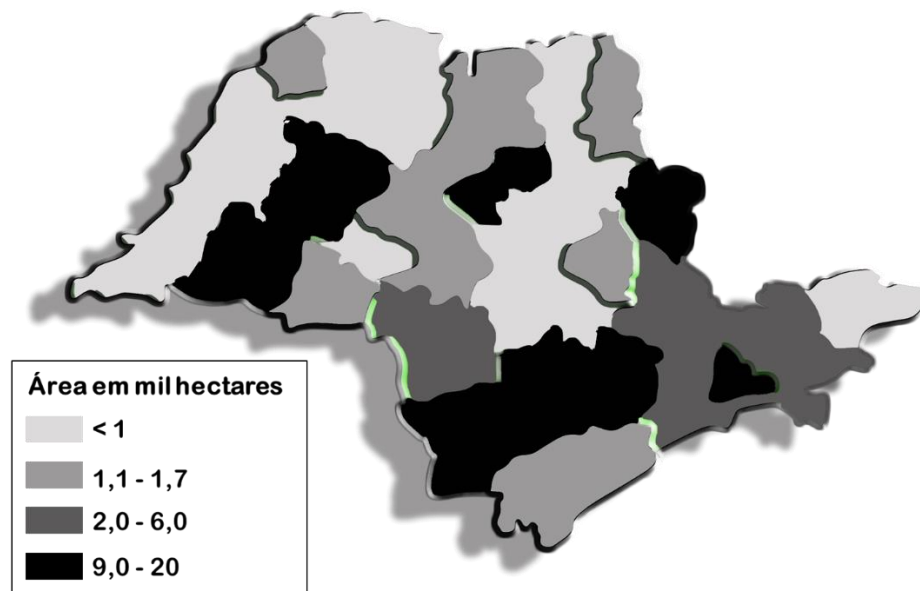 Área em mil hectares
< 1
1,1 - 1,7
2,0 - 6,0
9,0 - 20